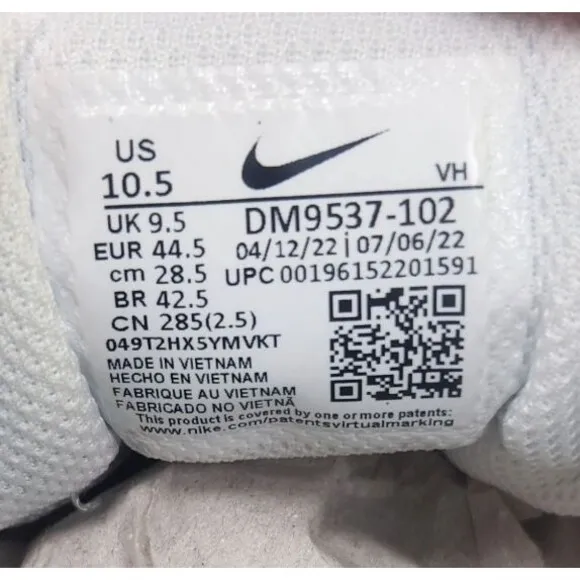 US
10.5
VH
UK 9.5
DM9537-102
EUR 44.5
04/12/22 | 07/06/22
cm 28.5
UPC 00196152201591
BR 42.5
CN 285(2.5)
049T2HX5YMVKT
MADE IN VIETNAM
HECHO EN VIETNAM
FABRIQUE AU VIETNAM
FABRICADO NO VIETNÃ
This product is covered by one or more patents:
www.nike.com/patentsvirtualmarking